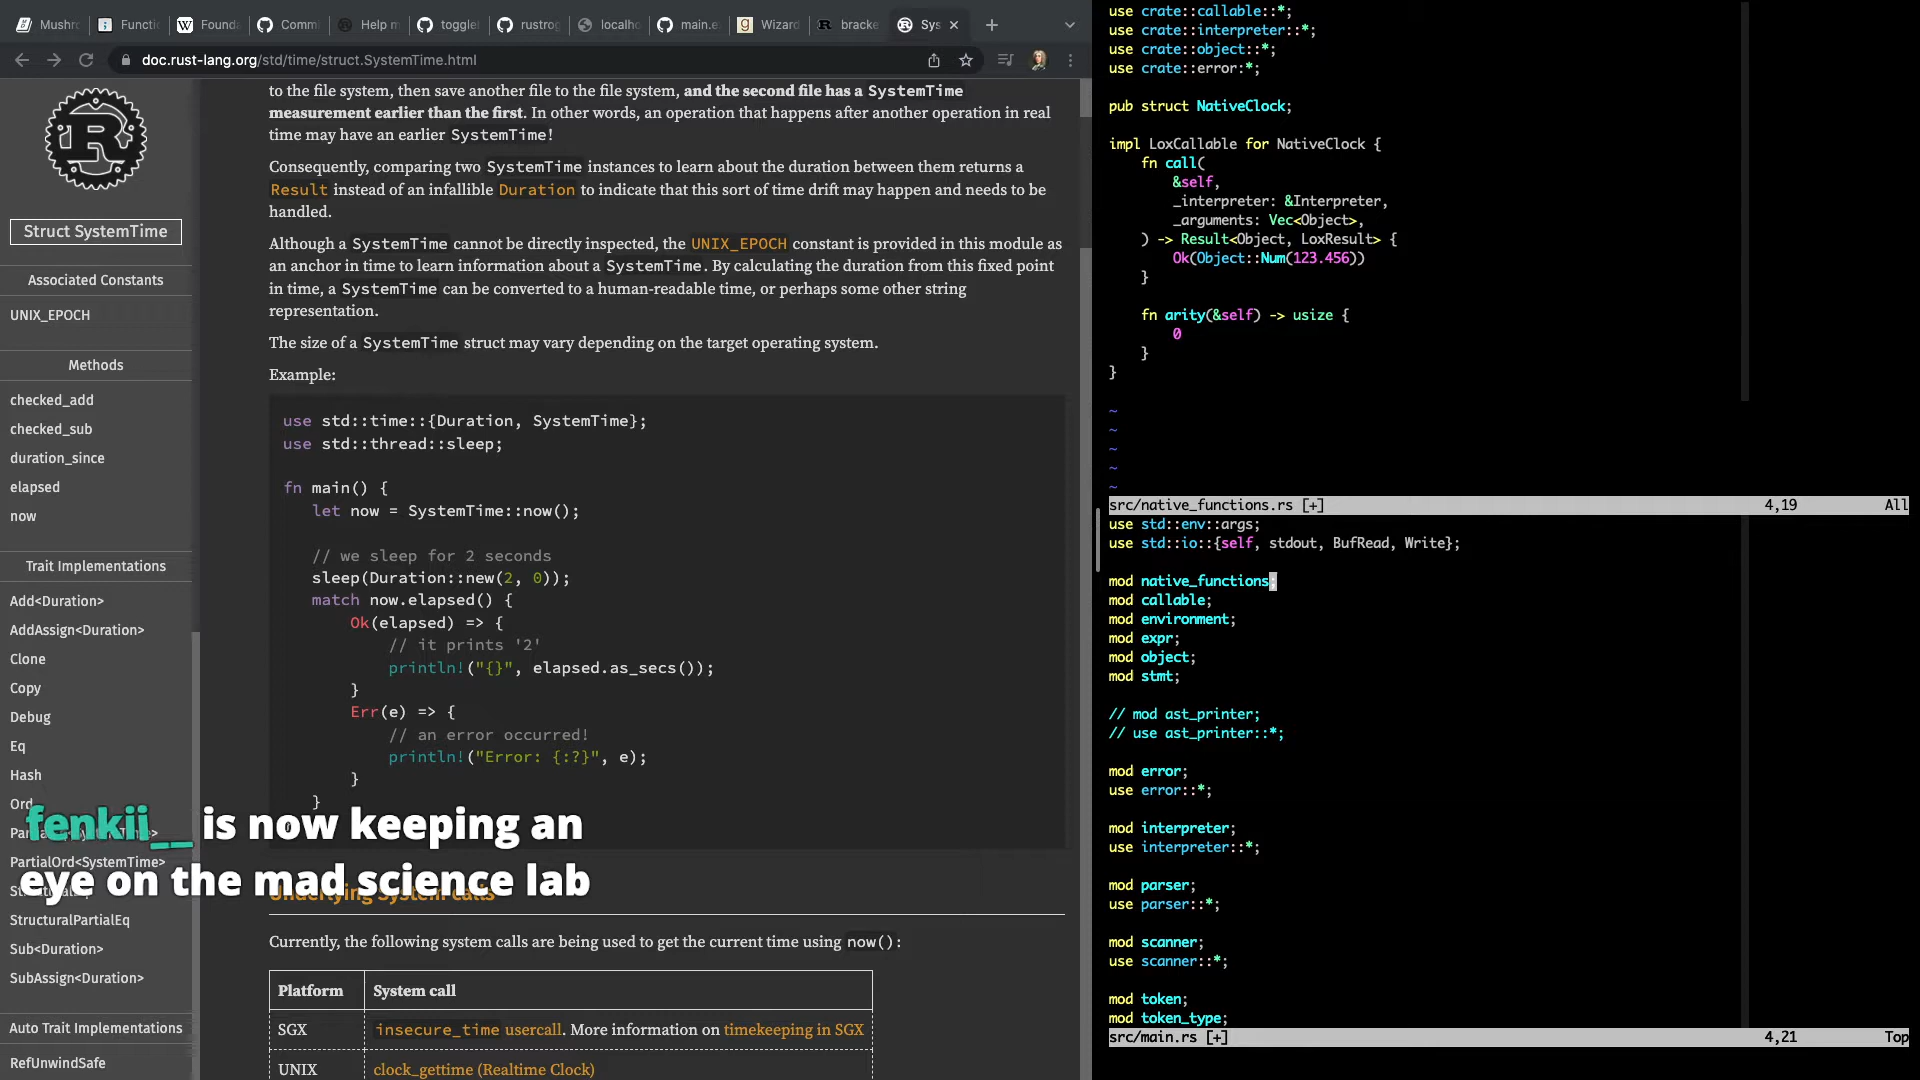 Mushro
Functi
Founda
Commi
Help m
toggle
rustrog
localho
main.e
Wizard
bracke
Sys
doc.rust-lang.org/std/time/struct.SystemTime.html
Struct SystemTime
Associated Constants
UNIX_EPOCH
Methods
checked_add
checked_sub
duration_since
elapsed
now
Trait Implementations
Add<Duration>
AddAssign<Duration>
Clone
Copy
Debug
Eq
Hash
Ord
PartialOrd<SystemTime>
StructuralPartialEq
Sub<Duration>
SubAssign<Duration>
Auto Trait Implementations
RefUnwindSafe
to the file system, then save another file to the file system, and the second file has a SystemTime
measurement earlier than the first. In other words, an operation that happens after another operation in real
time may have an earlier SystemTime!
Consequently, comparing two SystemTime instances to learn about the duration between them returns a
Result instead of an infallible Duration to indicate that this sort of time drift may happen and needs to be
handled.
Although a SystemTime cannot be directly inspected, the UNIX_EPOCH constant is provided in this module as
an anchor in time to learn information about a SystemTime. By calculating the duration from this fixed point
in time, a SystemTime can be converted to a human-readable time, or perhaps some other string
representation.
The size of a SystemTime struct may vary depending on the target operating system.
Example:
use std::time::{Duration, SystemTime};
use std::thread::sleep;
fn main() {
let now = SystemTime::now();
// we sleep for 2 seconds
sleep(Duration::new(2, 0));
match now.elapsed() {
Ok(elapsed) => {
// it prints '2'
println!("{}", elapsed.as_secs());
}
Err(e) => {
// an error occurred!
println!("Error: {:?}", e);
}
}
fenkii__ is now keeping an
eye on the mad science lab
Underlying System calls
Currently, the following system calls are being used to get the current time using now():
Platform System call
SGX insecure_time usercall. More information on timekeeping in SGX
UNIX clock_gettime (Realtime Clock)
use crate::callable::*;
use crate::interpreter::*;
use crate::object::*;
use crate::error:*;
pub struct NativeClock;
impl LoxCallable for NativeClock {
fn call(
&self,
_interpreter: &Interpreter,
_arguments: Vec<Object>,
) -> Result<Object, LoxResult> {
Ok(Object::Num(123.456))
}
fn arity(&self) -> usize {
0
}
}
~
~
~
~
~
src/native_functions.rs [+] 4,19 All
use std::env::args;
use std::io::{self, stdout, BufRead, Write};
mod native_functions;
mod callable;
mod environment;
mod expr;
mod object;
mod stmt;
// mod ast_printer;
// use ast_printer::*;
mod error;
use error::*;
mod interpreter;
use interpreter::*;
mod parser;
use parser::*;
mod scanner;
use scanner::*;
mod token;
mod token_type;
src/main.rs [+] 4,21 Top